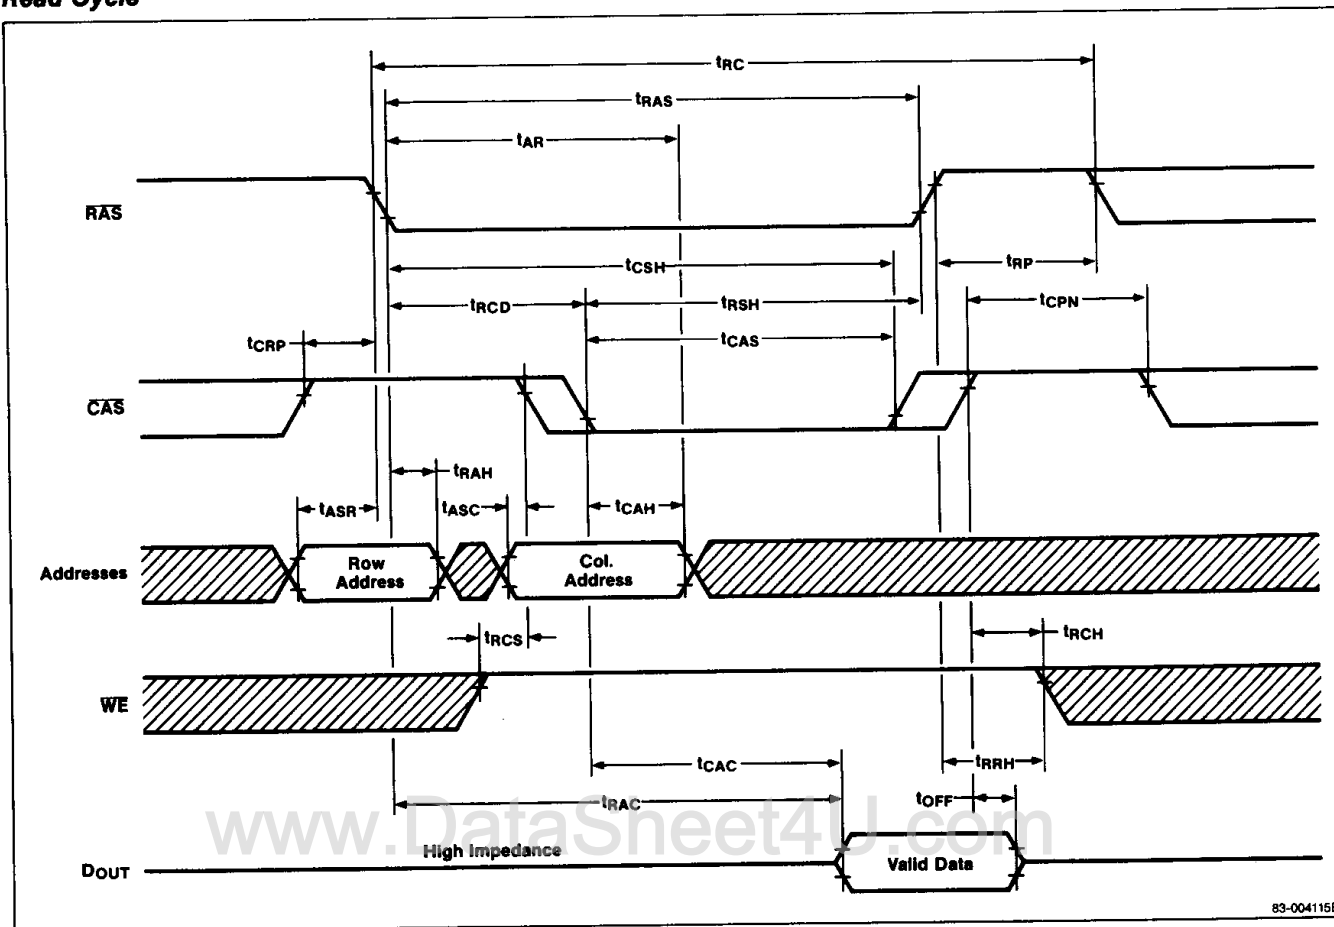 Read Cycle
tRC
tRAS
tAR
RAS
tCSH
tRP
tRCD
tRSH
tCPN
tCRP
tCAS
CAS
tRAH
tASR
tASC
tCAH
Addresses
Row
Address
Col.
Address
tRCS
tRCH
WE
tCAC
tRRH
tRAC
tOFF
www.DataSheet4U.com
High Impedance
DOUT
Valid Data
83-004115E